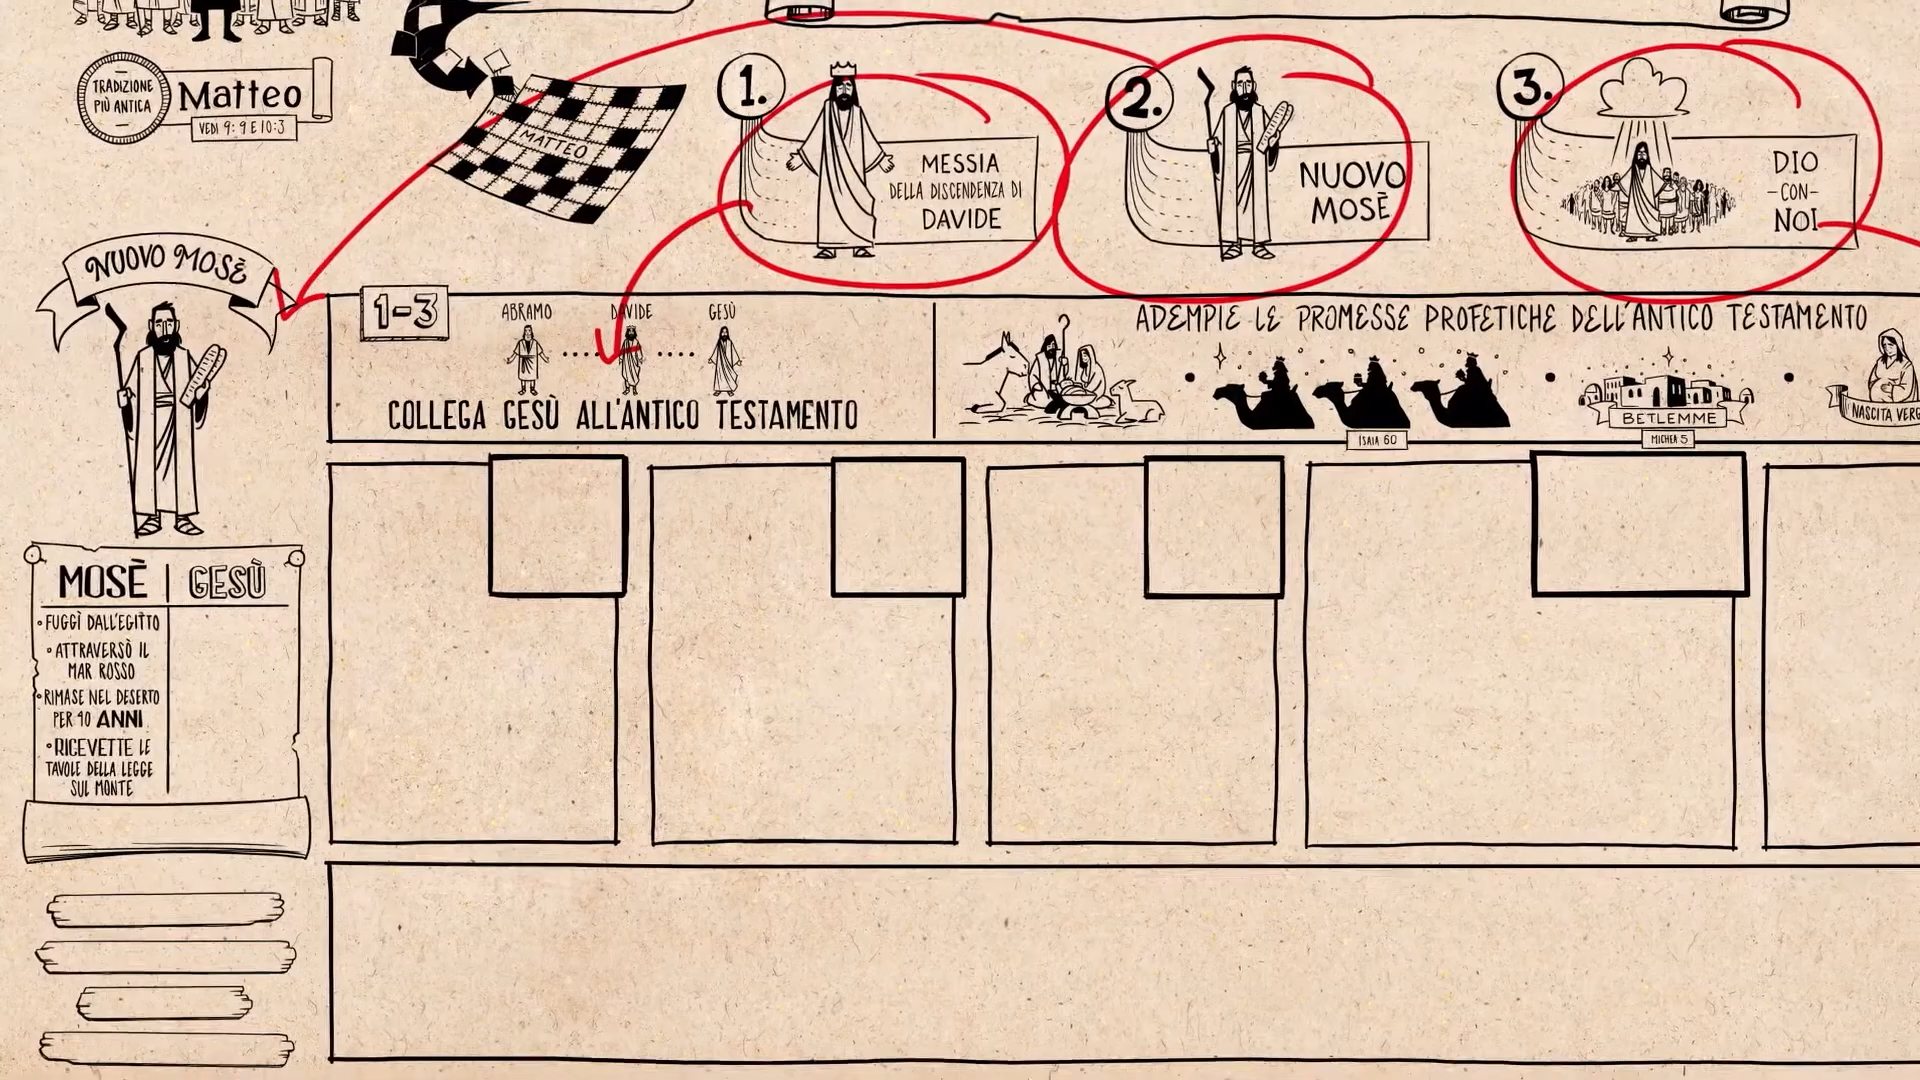 TRADIZIONE
PIÙ ANTICA
Matteo
VEDI 9:9 E 10:3
MATTEO
1.
MESSIA
DELLA DISCENDENZA DI
DAVIDE
2.
NUOVO
MOSÈ
3.
DIO
-CON-
NOI
NUOVO MOSÈ
1-3
ABRAMO
DAVIDE
GESÙ
COLLEGA GESÙ ALL'ANTICO TESTAMENTO
ADEMPIE LE PROMESSE PROFETICHE DELL'ANTICO TESTAMENTO
ISAIA 60
BETLEMME
MICHEA 5
NASCITA
MOSÈ | GESÙ
• FUGGÌ DALL'EGITTO
• ATTRAVERSÒ IL
MAR ROSSO
• RIMASE NEL DESERTO
PER 40 ANNI
• RICEVETTE LE
TAVOLE DELLA LEGGE
SUL MONTE